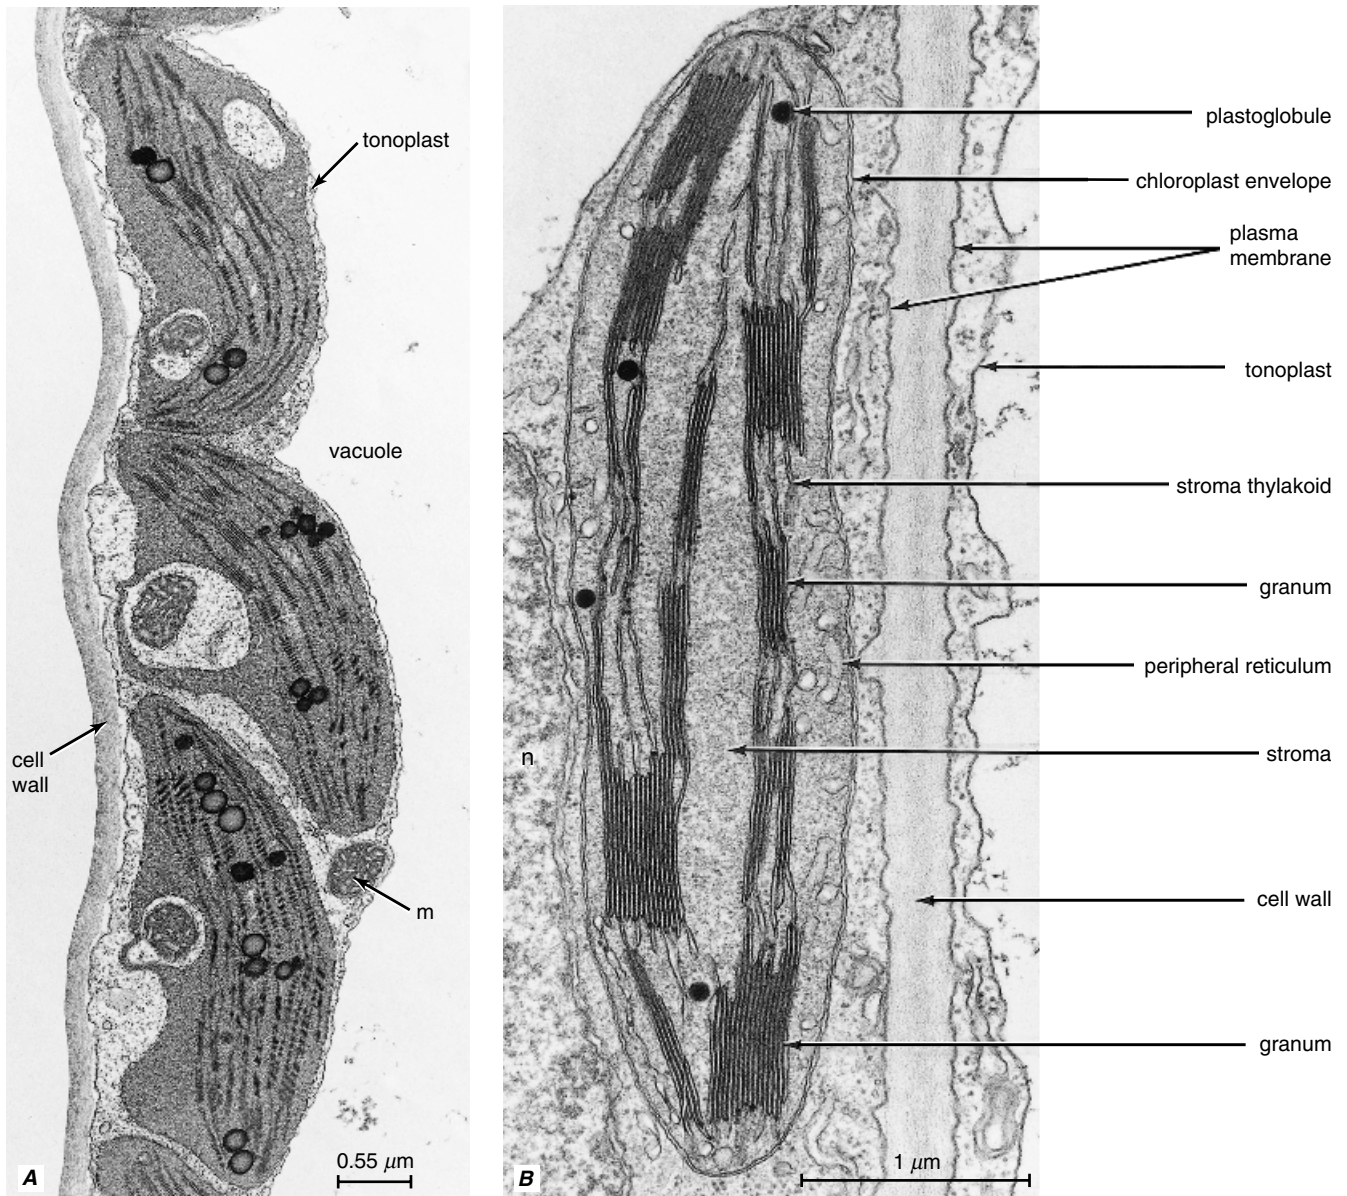 tonoplast
vacuole
cell
wall
m
0.55 μm
A
plastoglobule
chloroplast envelope
plasma
membrane
tonoplast
stroma thylakoid
granum
peripheral reticulum
n
stroma
cell wall
granum
1 μm
B